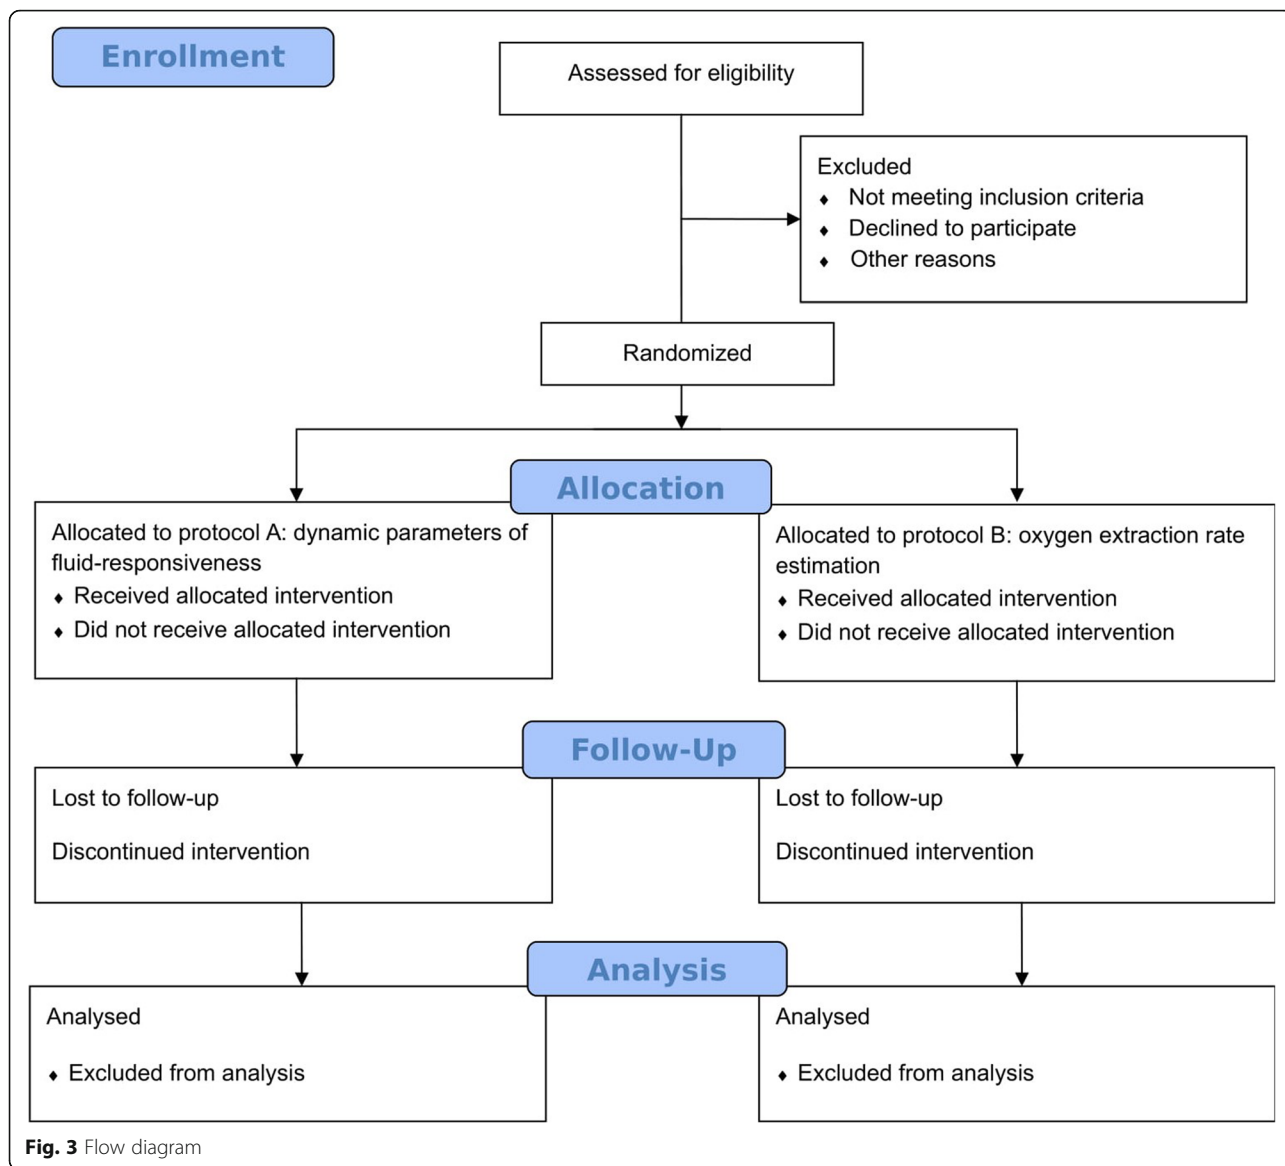 Enrollment
Assessed for eligibility
Excluded
♦ Not meeting inclusion criteria
♦ Declined to participate
♦ Other reasons
Randomized
Allocation
Allocated to protocol A: dynamic parameters of
fluid-responsiveness
♦ Received allocated intervention
♦ Did not receive allocated intervention
Allocated to protocol B: oxygen extraction rate
estimation
♦ Received allocated intervention
♦ Did not receive allocated intervention
Follow-Up
Lost to follow-up
Discontinued intervention
Lost to follow-up
Discontinued intervention
Analysis
Analysed
♦ Excluded from analysis
Analysed
♦ Excluded from analysis
Fig. 3 Flow diagram